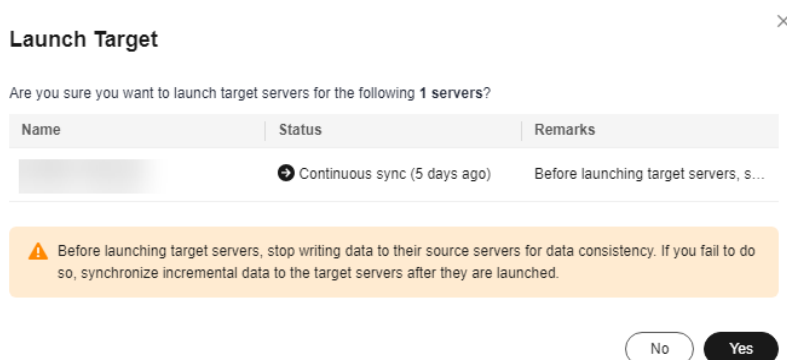 Launch Target
Are you sure you want to launch target servers for the following 1 servers?
Name Status Remarks
Continuous sync (5 days ago) Before launching target servers, s...
Before launching target servers, stop writing data to their source servers for data consistency. If you fail to do
so, synchronize incremental data to the target servers after they are launched.
No Yes